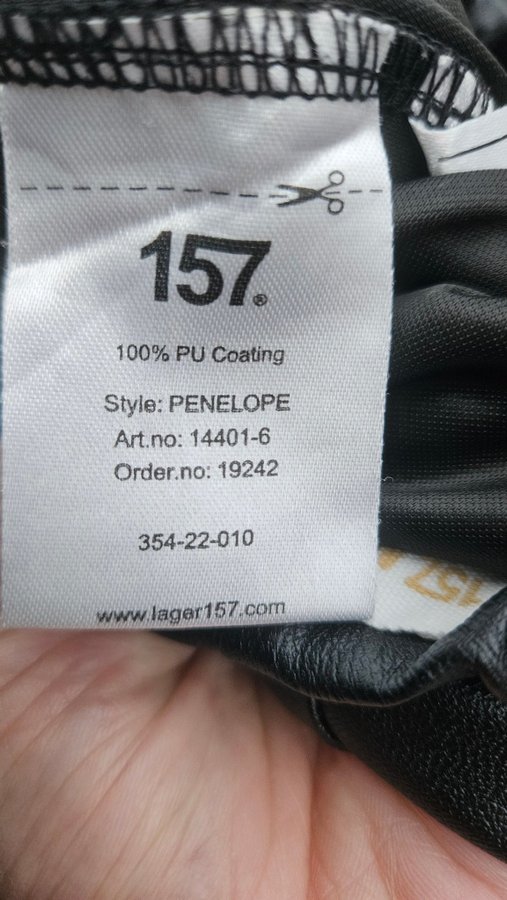 157®
100% PU Coating
Style: PENELOPE
Art.no: 14401-6
Order.no: 19242
354-22-010
www.lager157.com
157